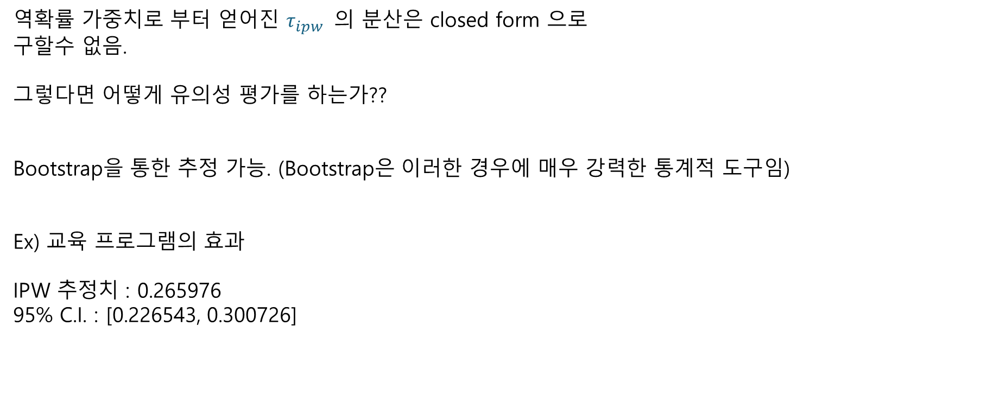 역확률 가중치로 부터 얻어진 τ_ipw 의 분산은 closed form 으로
구할수 없음.
그렇다면 어떻게 유의성 평가를 하는가??
Bootstrap을 통한 추정 가능. (Bootstrap은 이러한 경우에 매우 강력한 통계적 도구임)
Ex) 교육 프로그램의 효과
IPW 추정치 : 0.265976
95% C.I. : [0.226543, 0.300726]